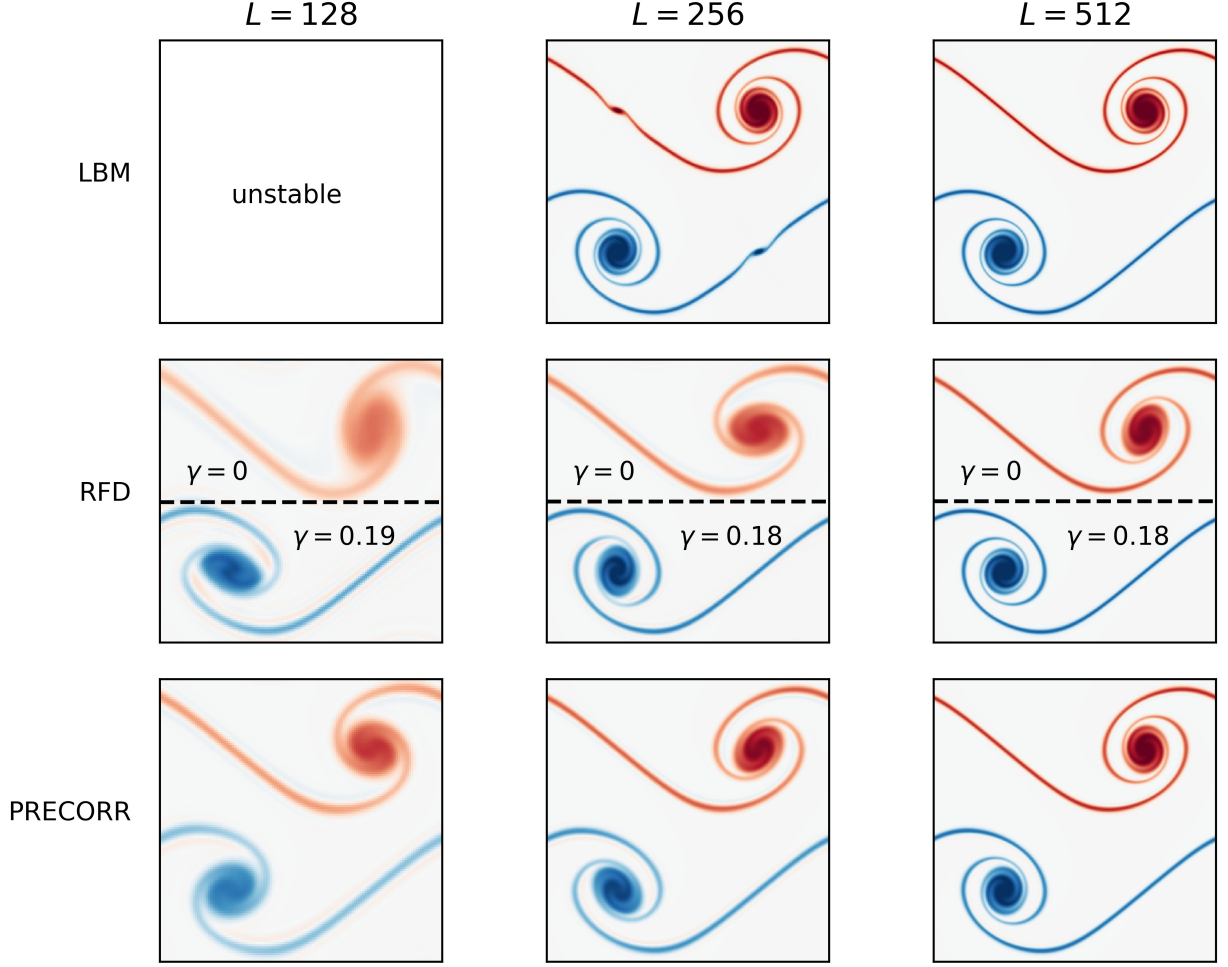 L = 128 L = 256 L = 512
LBM
unstable
RFD
γ = 0 γ = 0 γ = 0
γ = 0.19 γ = 0.18 γ = 0.18
PRECORR